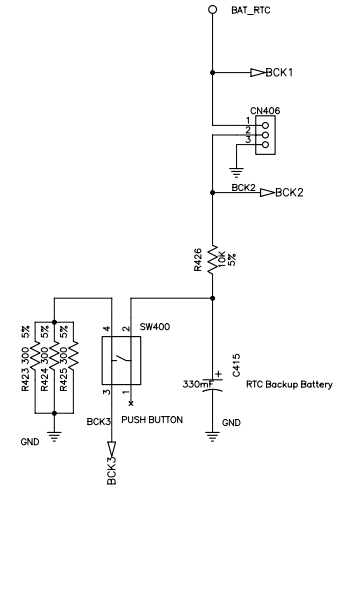 BAT_RTC
BCK1
CN406
1
2
3
BCK2
BCK2
R426
10K
5%
5%
5%
5%
4
2
SW400
R423 300
R424 300
R425 300
C415
+
330mF
RTC Backup Battery
3
1
BCK3
PUSH BUTTON
GND
GND
BCK3